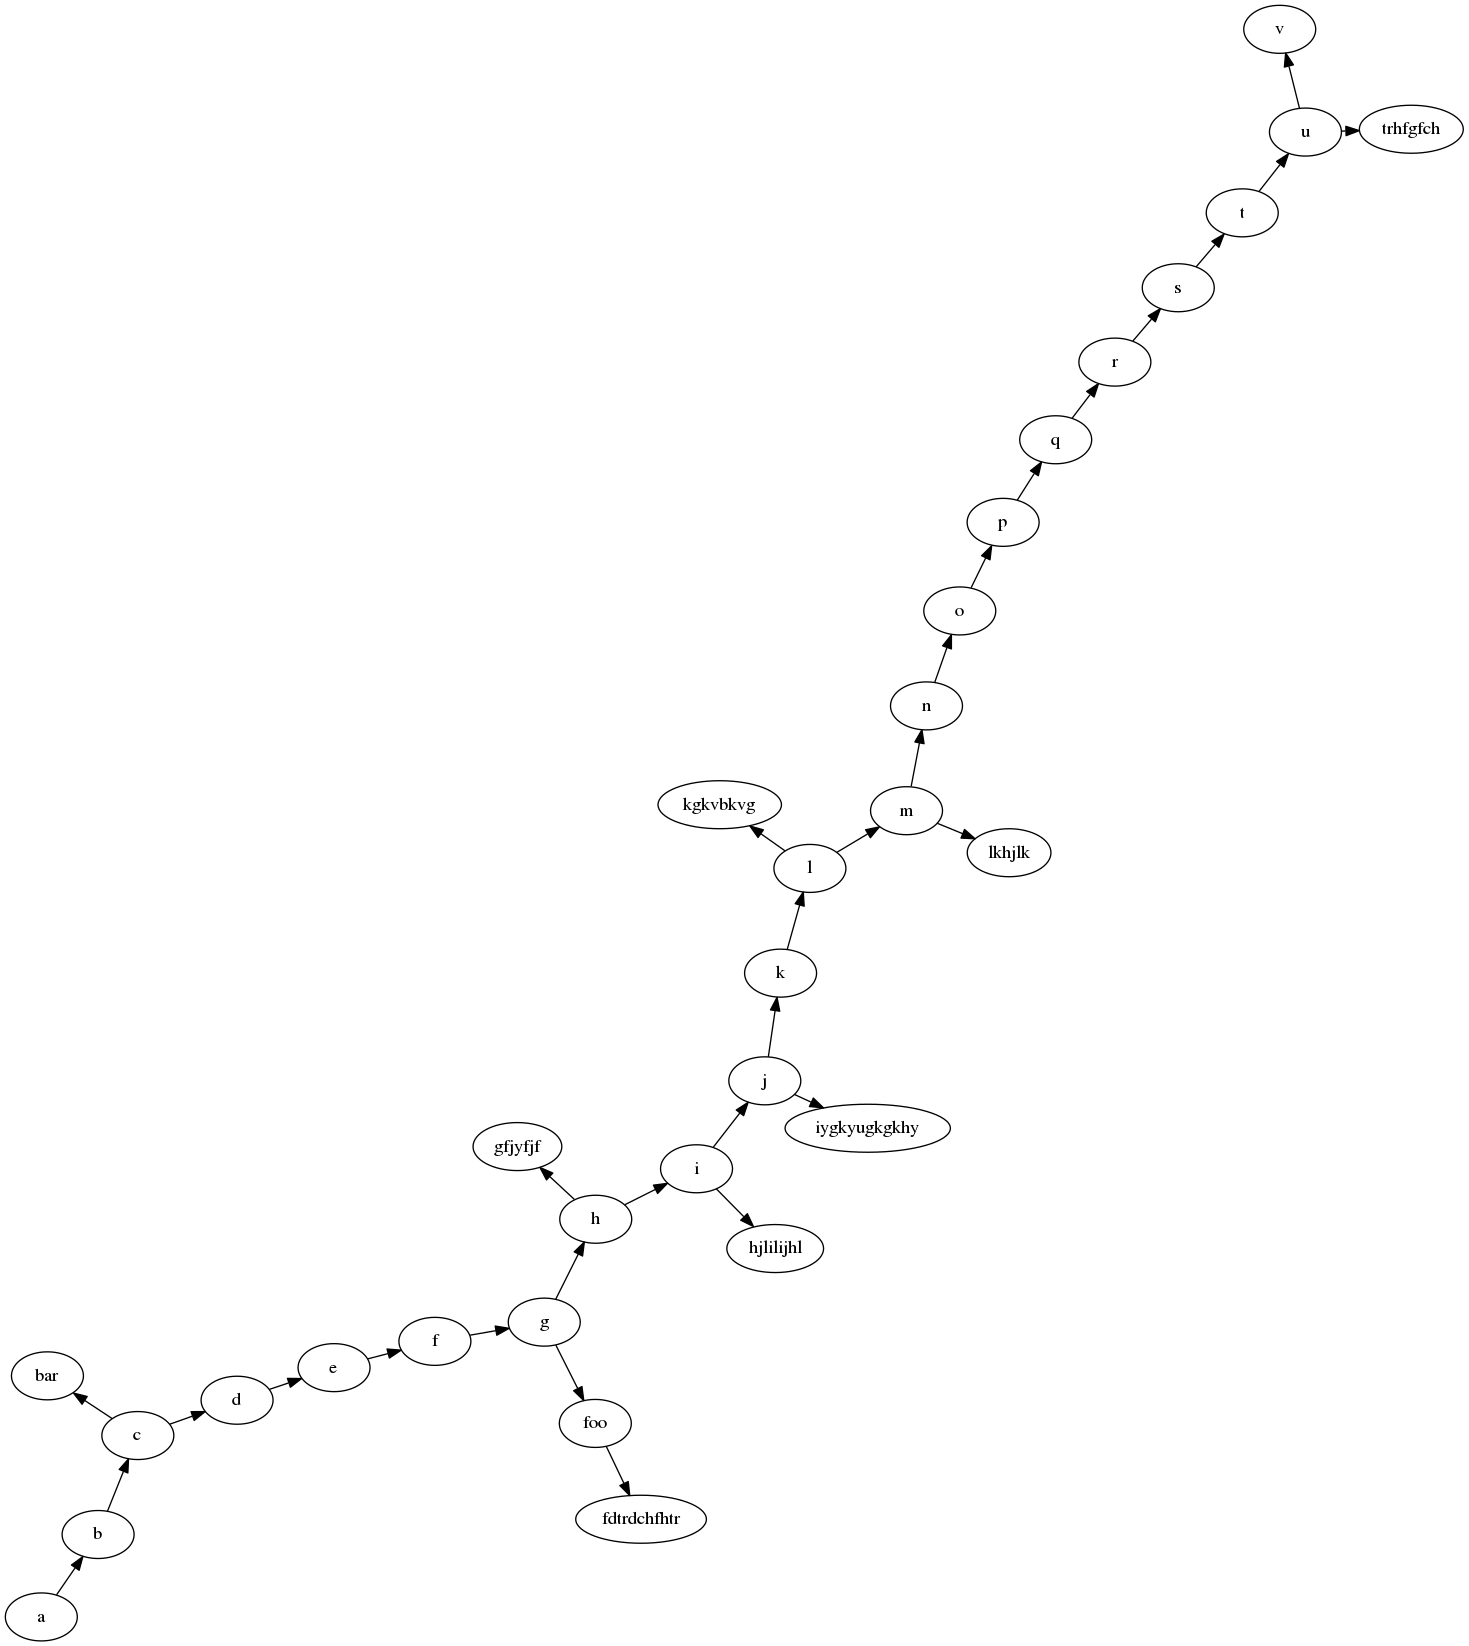 v
u
trhfgfch
t
s
r
q
p
o
n
kgkvbkvg
m
l
lkhjlk
k
j
iygkyugkgkhy
gfjyfjf
i
h
hjlilijhl
g
f
e
bar
d
foo
c
fdtrdchfhtr
b
a